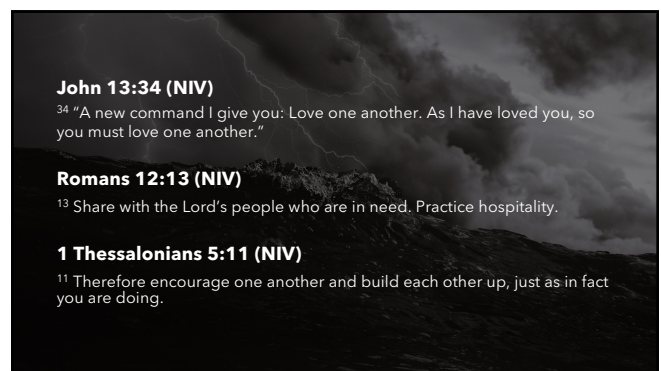 John 13:34 (NIV)
34 “A new command I give you: Love one another. As I have loved you, so
you must love one another.”
Romans 12:13 (NIV)
13 Share with the Lord’s people who are in need. Practice hospitality.
1 Thessalonians 5:11 (NIV)
11 Therefore encourage one another and build each other up, just as in fact
you are doing.